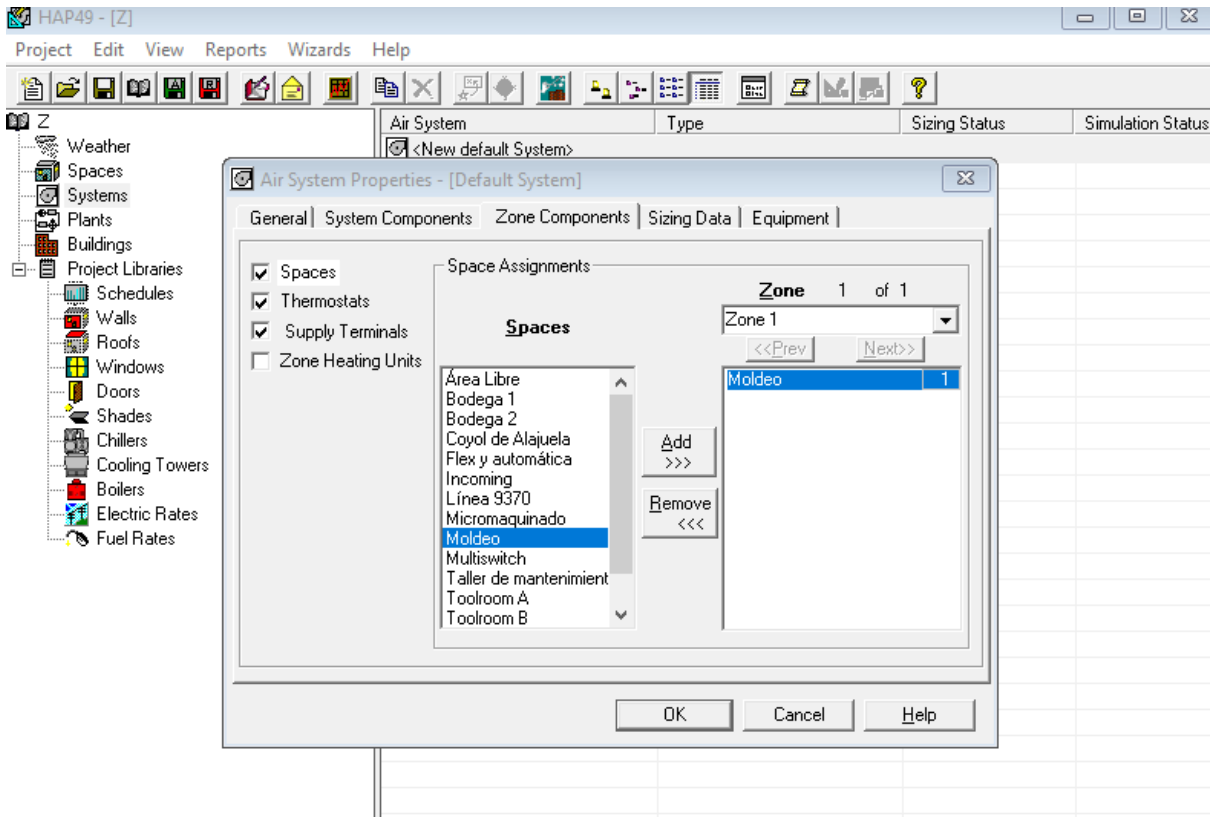 HAP49 - [Z]
Project Edit View Reports Wizards Help
Z
Weather
Spaces
Systems
Plants
Buildings
Project Libraries
Schedules
Walls
Roofs
Windows
Doors
Shades
Chillers
Cooling Towers
Boilers
Electric Rates
Fuel Rates
Air System Type Sizing Status Simulation Status
<New default System>
Air System Properties - [Default System]
General System Components Zone Components Sizing Data Equipment
Spaces
Thermostats
Supply Terminals
Zone Heating Units
Space Assignments
Spaces
Área Libre
Bodega 1
Bodega 2
Coyol de Alajuela
Flex y automática
Incoming
Línea 9370
Micromaquinado
Moldeo
Multiswitch
Taller de mantenimient
Toolroom A
Toolroom B
Add
>>>
Remove
<<<
Zone 1 of 1
Zone 1
<<Prev Next>>
Moldeo 1
OK Cancel Help